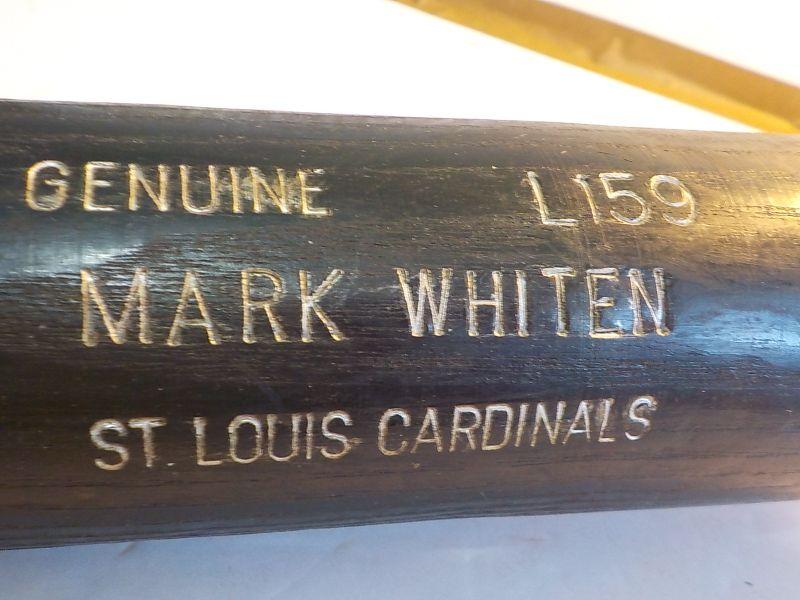 GENUINE L159
MARK WHITEN
ST. LOUIS CARDINALS